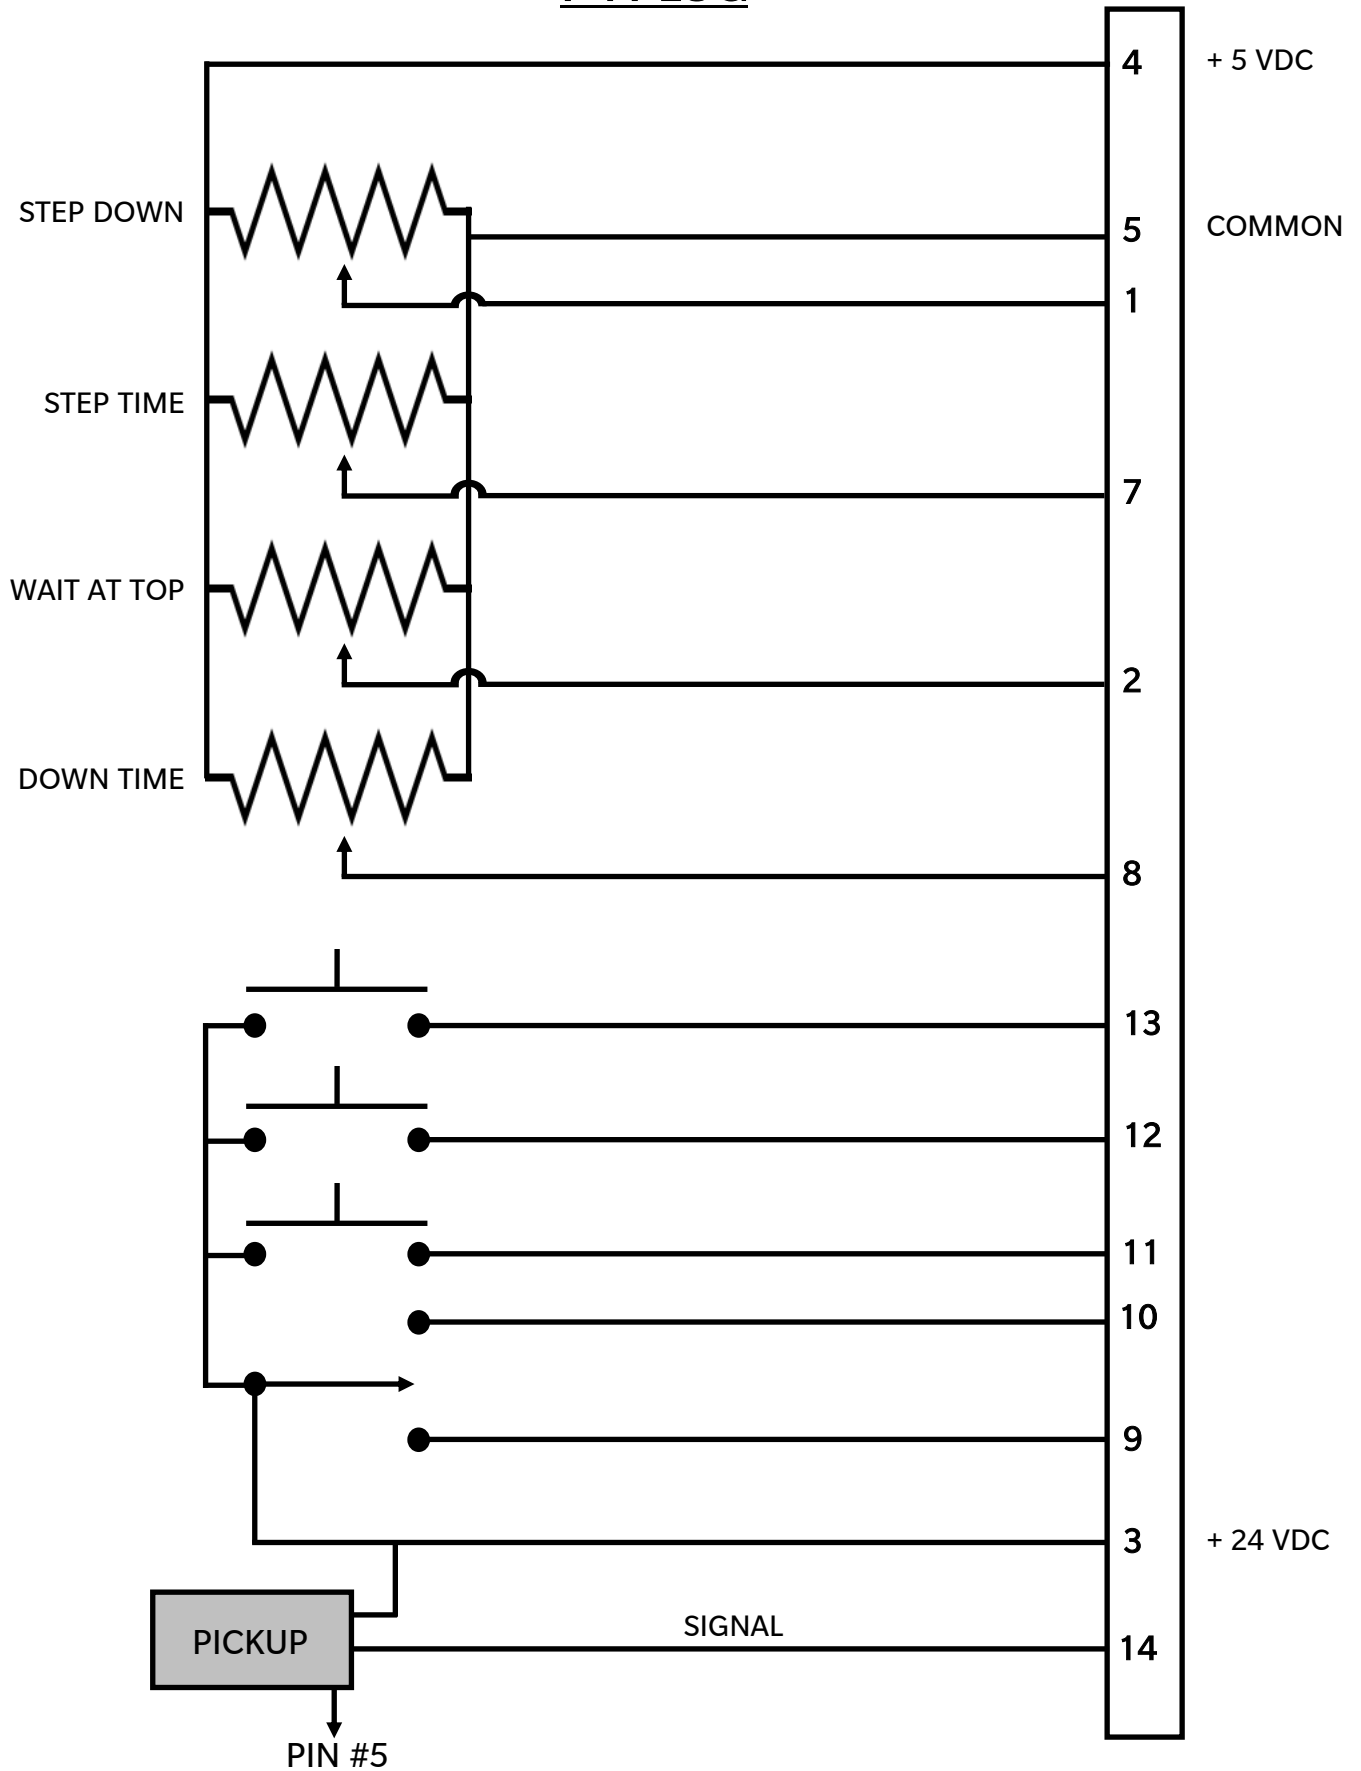 4 + 5 VDC
STEP DOWN
5 COMMON
1
STEP TIME
7
WAIT AT TOP
2
DOWN TIME
8
13
12
11
10
9
3 + 24 VDC
SIGNAL
PICKUP
14
PIN #5